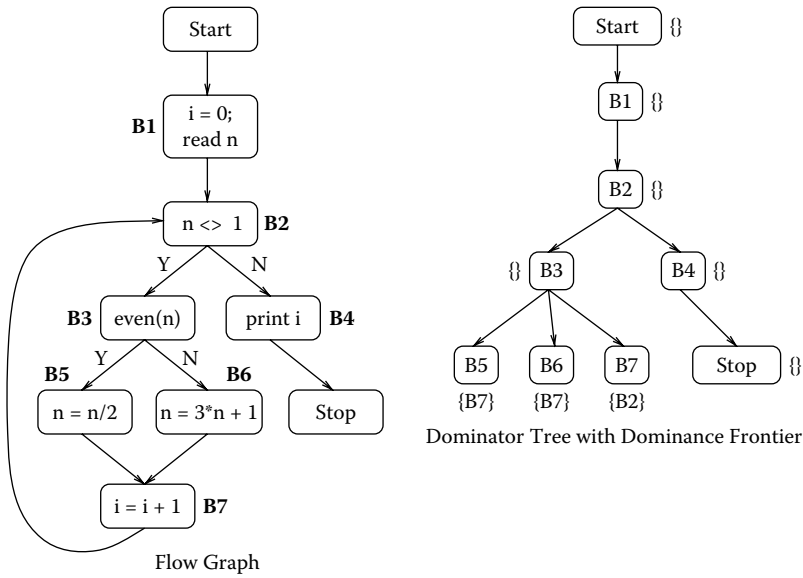 Start
B1
i = 0;
read n
n <> 1 B2
Y N
B3 even(n)
print i B4
Y N
B5 B6
n = n/2
n = 3*n + 1
Stop
i = i + 1 B7
Flow Graph
Start {}
B1 {}
B2 {}
{} B3
B4 {}
B5 B6 B7
Stop {}
{B7} {B7} {B2}
Dominator Tree with Dominance Frontier